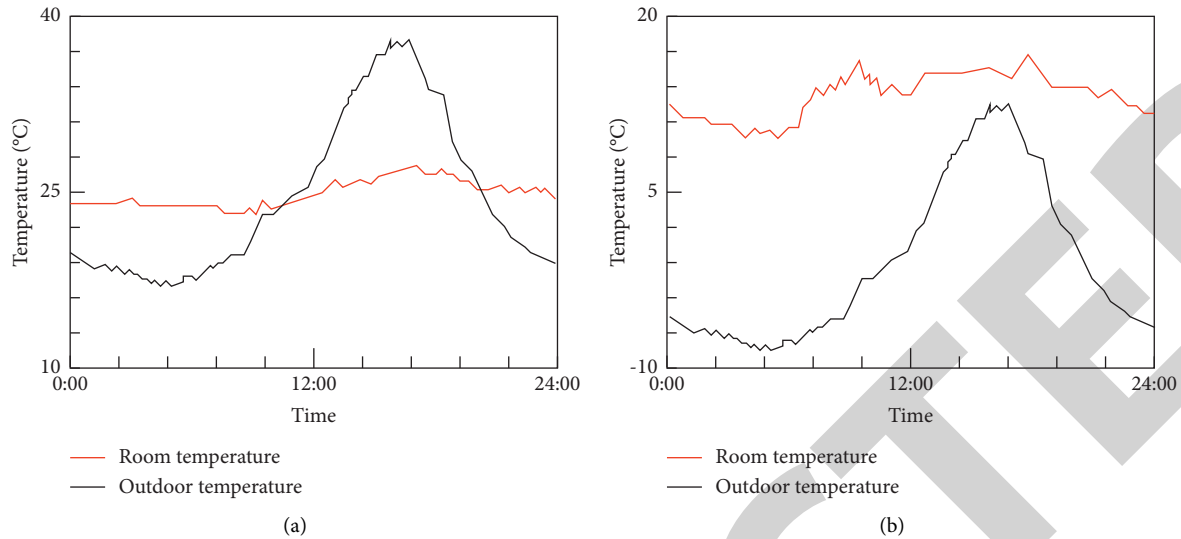 40
25
10
Temperature (°C)
0:00
12:00
24:00
Time
Room temperature
Outdoor temperature
(a)
20
5
-10
Temperature (°C)
0:00
12:00
24:00
Time
Room temperature
Outdoor temperature
(b)